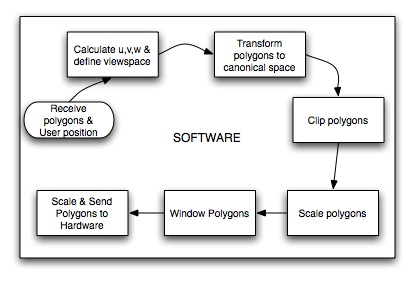 Receive
polygons &
User position
Calculate u,v,w &
define viewspace
Transform
polygons to
canonical space
Clip polygons
SOFTWARE
Scale polygons
Window Polygons
Scale & Send
Polygons to
Hardware